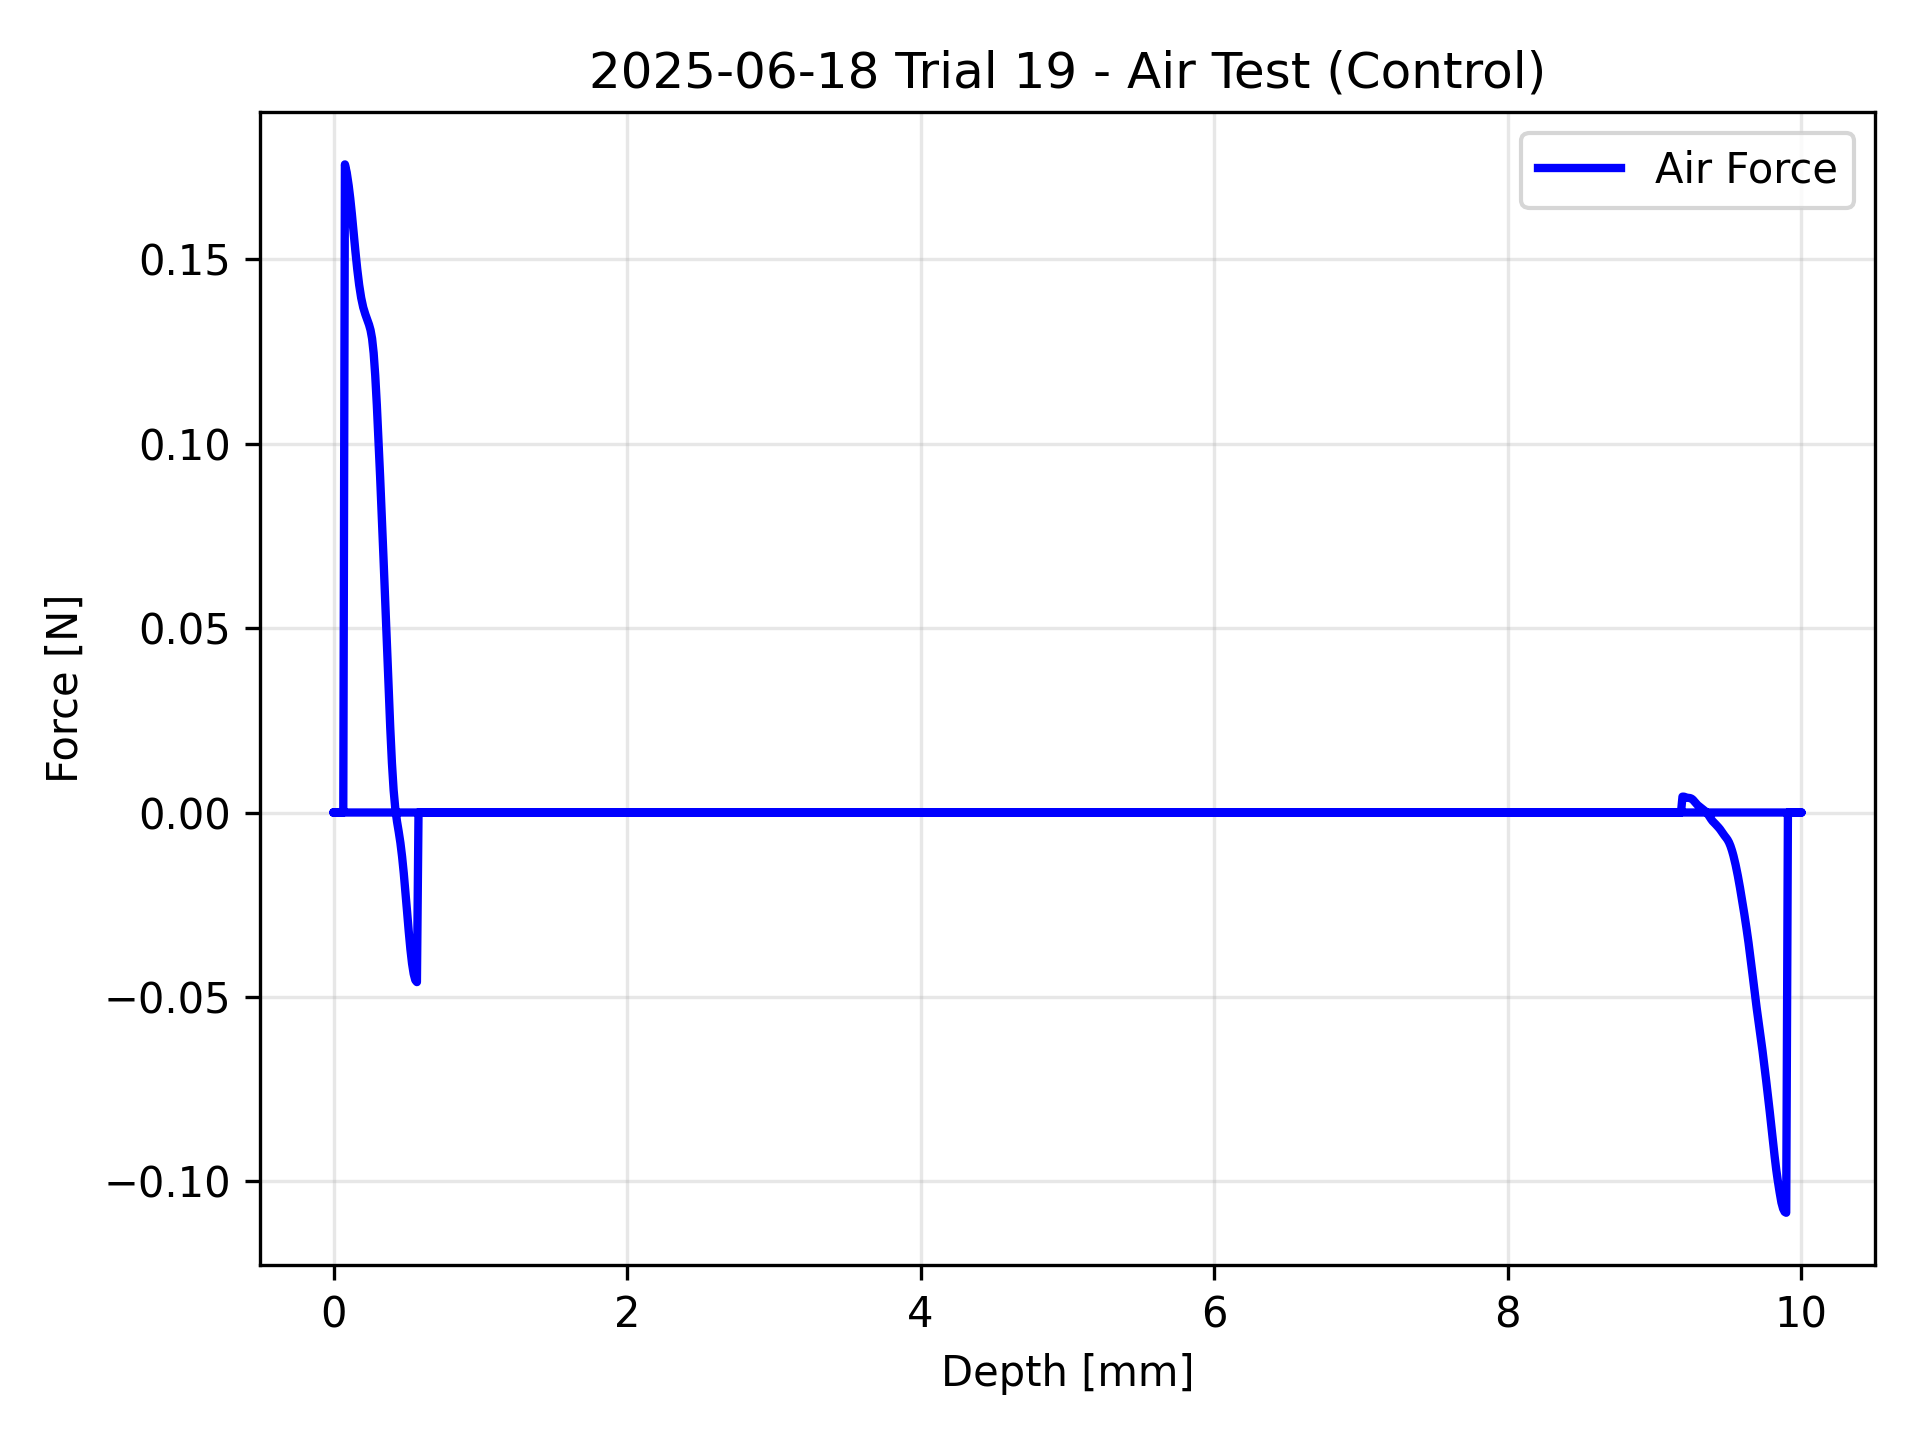 2025-06-18 Trial 19 - Air Test (Control)
Air Force
Force [N]
0.15
0.10
0.05
0.00
−0.05
−0.10
0 2 4 6 8 10
Depth [mm]